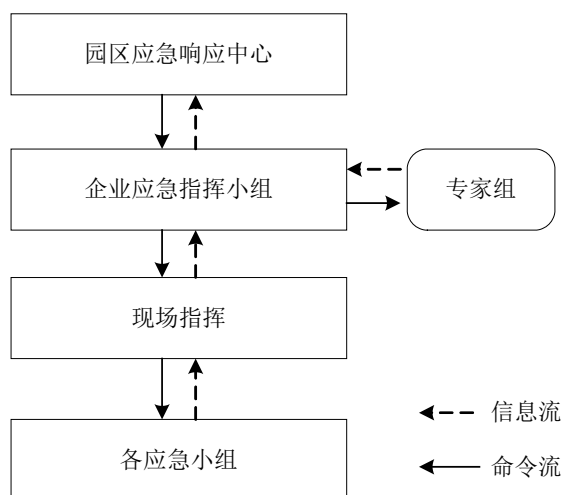 园区应急响应中心
企业应急指挥小组
专家组
现场指挥
信息流
各应急小组
命令流